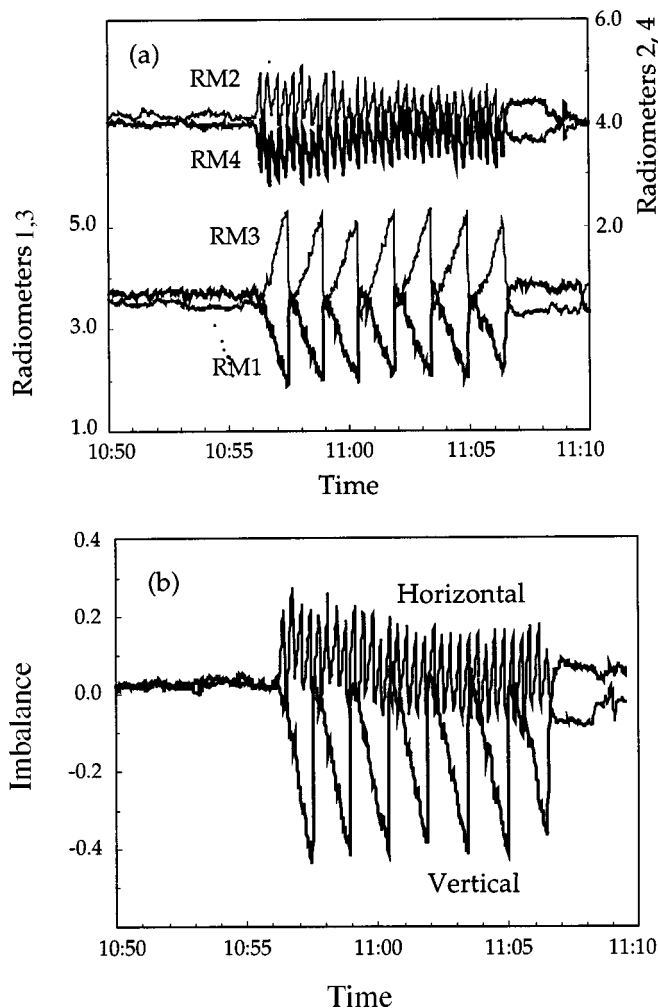 (a)
6.0
RM2
4.0
RM4
5.0
RM3
2.0
3.0
RM1
1.0
10:50 10:55 11:00 11:05 11:10
Time
Radiometers 1,3
Radiometers 2, 4
0.4
(b)
Horizontal
0.2
0.0
-0.2
-0.4
Vertical
10:50 10:55 11:00 11:05 11:10
Time
Imbalance